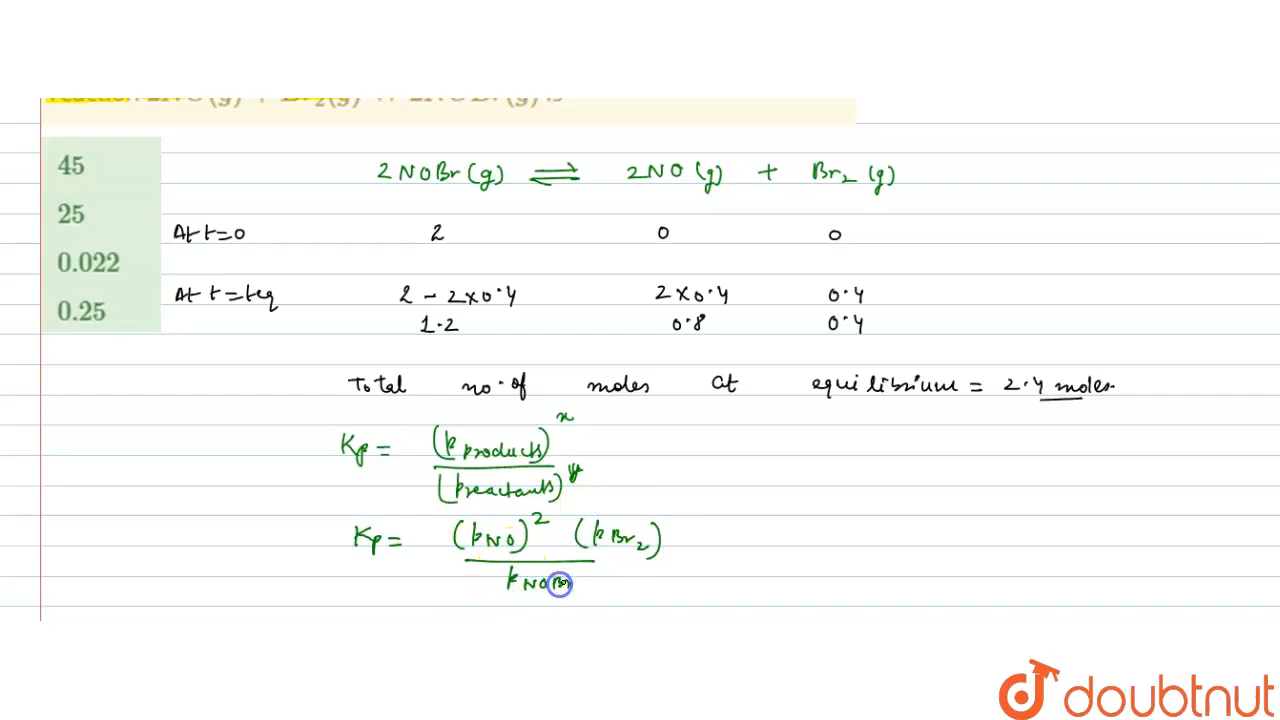 45
25
0.022
0.25
2NOBr(g) ⇌ 2NO(g) + Br₂(g)
At t=0 2 0 0
At t=teq 2 - 2×0.4 2×0.4 0.4
1.2 0.8 0.4
Total no. of moles at equilibrium = 2.4 moles.
Kp = (p products)ˣ / (p reactants)ʸ
Kp = (pNO)² (pBr₂) / pNOBr
doubtnut